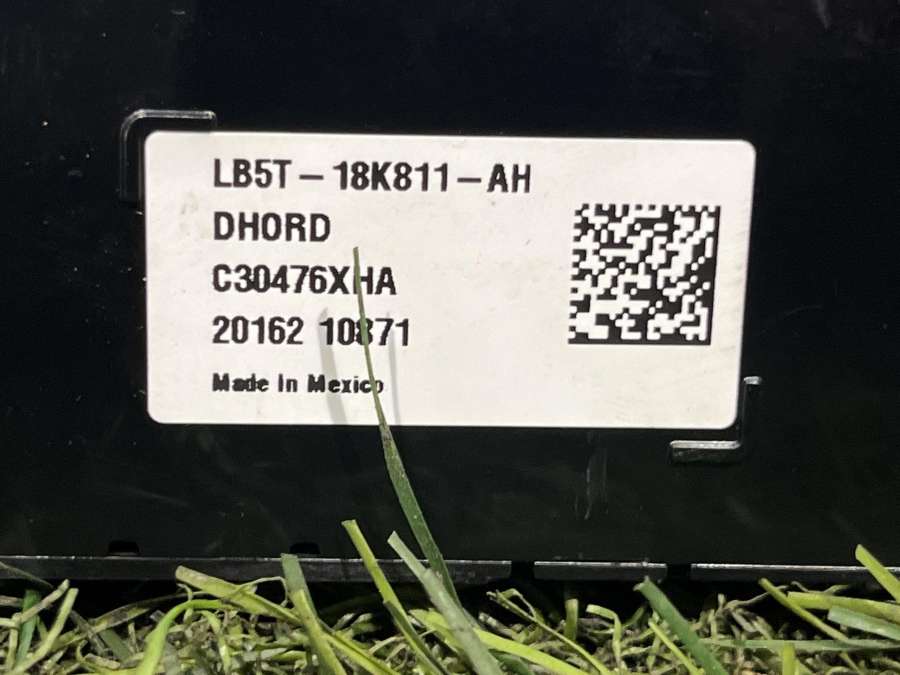 LB5T-18K811-AH
DHORD
C30476XHA
20162 10871
Made In Mexico